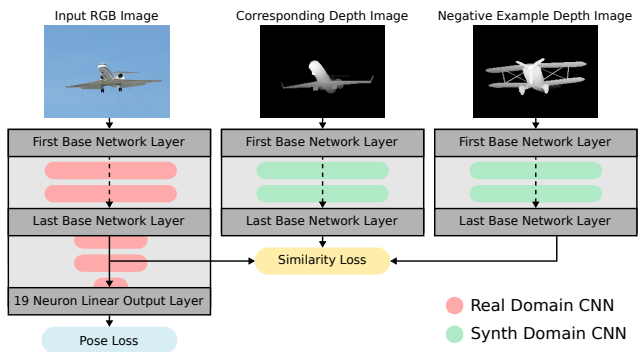 Input RGB Image
Corresponding Depth Image
Negative Example Depth Image
First Base Network Layer
First Base Network Layer
First Base Network Layer
Last Base Network Layer
Last Base Network Layer
Last Base Network Layer
Similarity Loss
19 Neuron Linear Output Layer
Pose Loss
Real Domain CNN
Synth Domain CNN